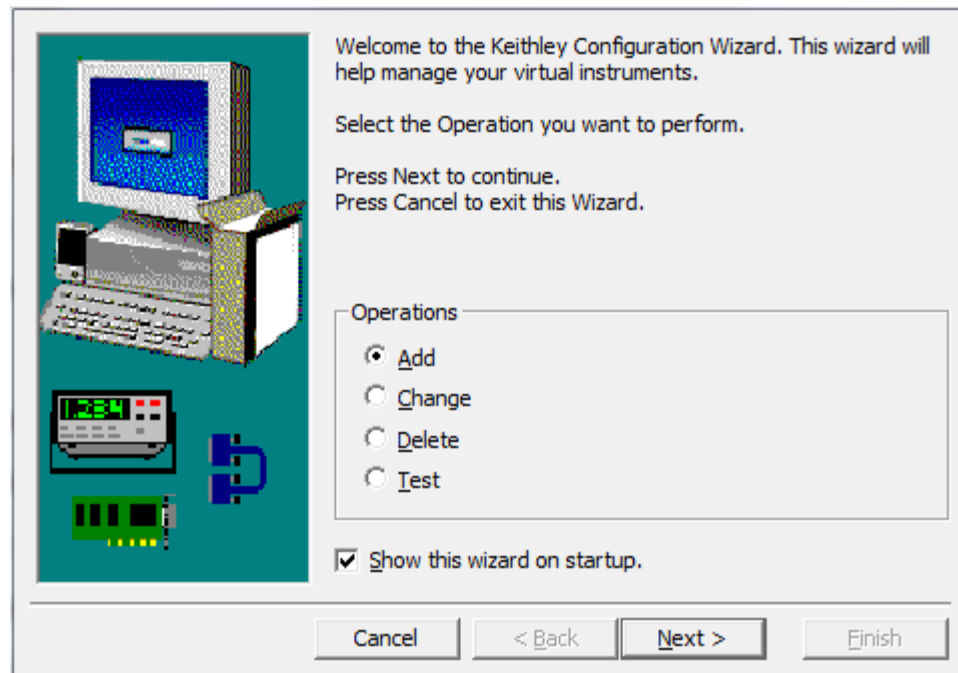 Welcome to the Keithley Configuration Wizard. This wizard will
help manage your virtual instruments.
Select the Operation you want to perform.
Press Next to continue.
Press Cancel to exit this Wizard.
1.234
Operations
Add
Change
Delete
Test
Show this wizard on startup.
Cancel
< Back
Next >
Finish